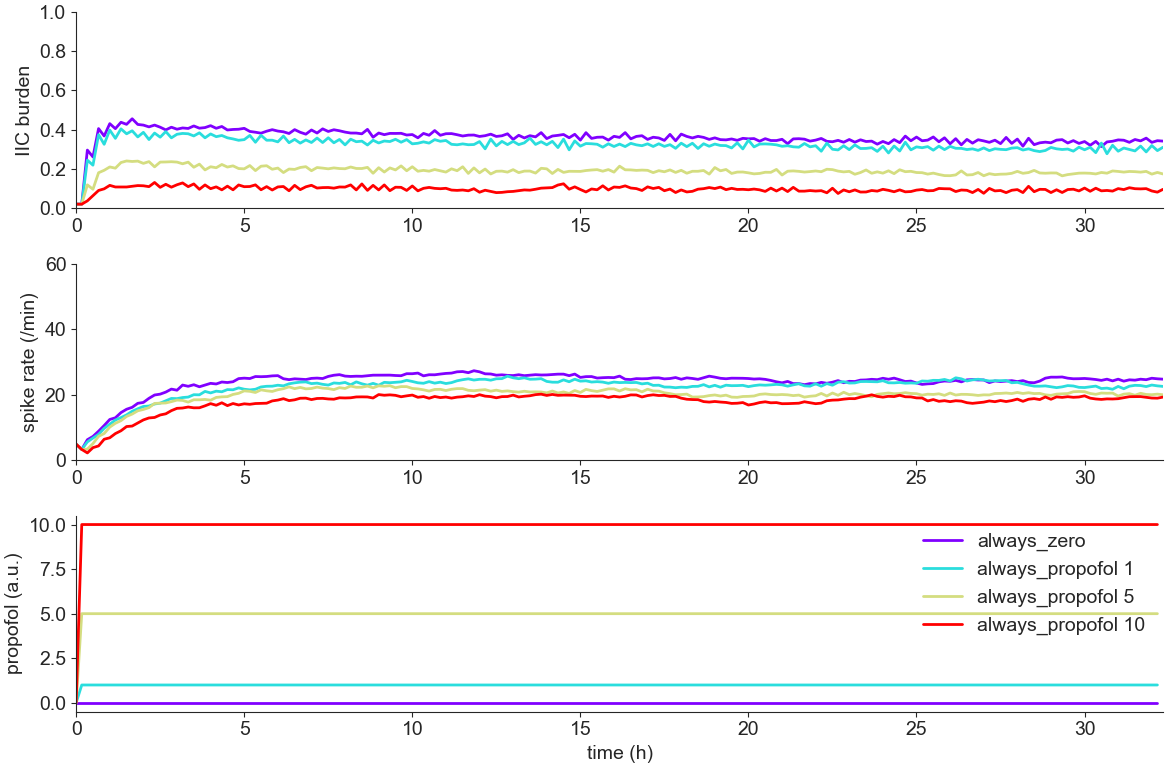 1.0
0.8
0.6
0.4
0.2
0.0
IIC burden
0 5 10 15 20 25 30
60
40
20
0
spike rate (/min)
0 5 10 15 20 25 30
10.0
7.5
5.0
2.5
0.0
propofol (a.u.)
always_zero
always_propofol 1
always_propofol 5
always_propofol 10
0 5 10 15 20 25 30
time (h)